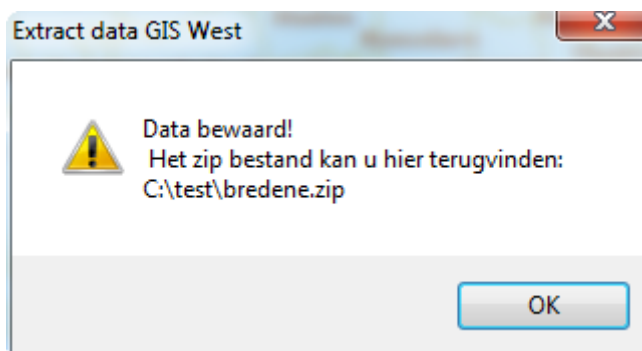 Extract data GIS West
Data bewaard!
Het zip bestand kan u hier terugvinden:
C:\test\bredene.zip
OK